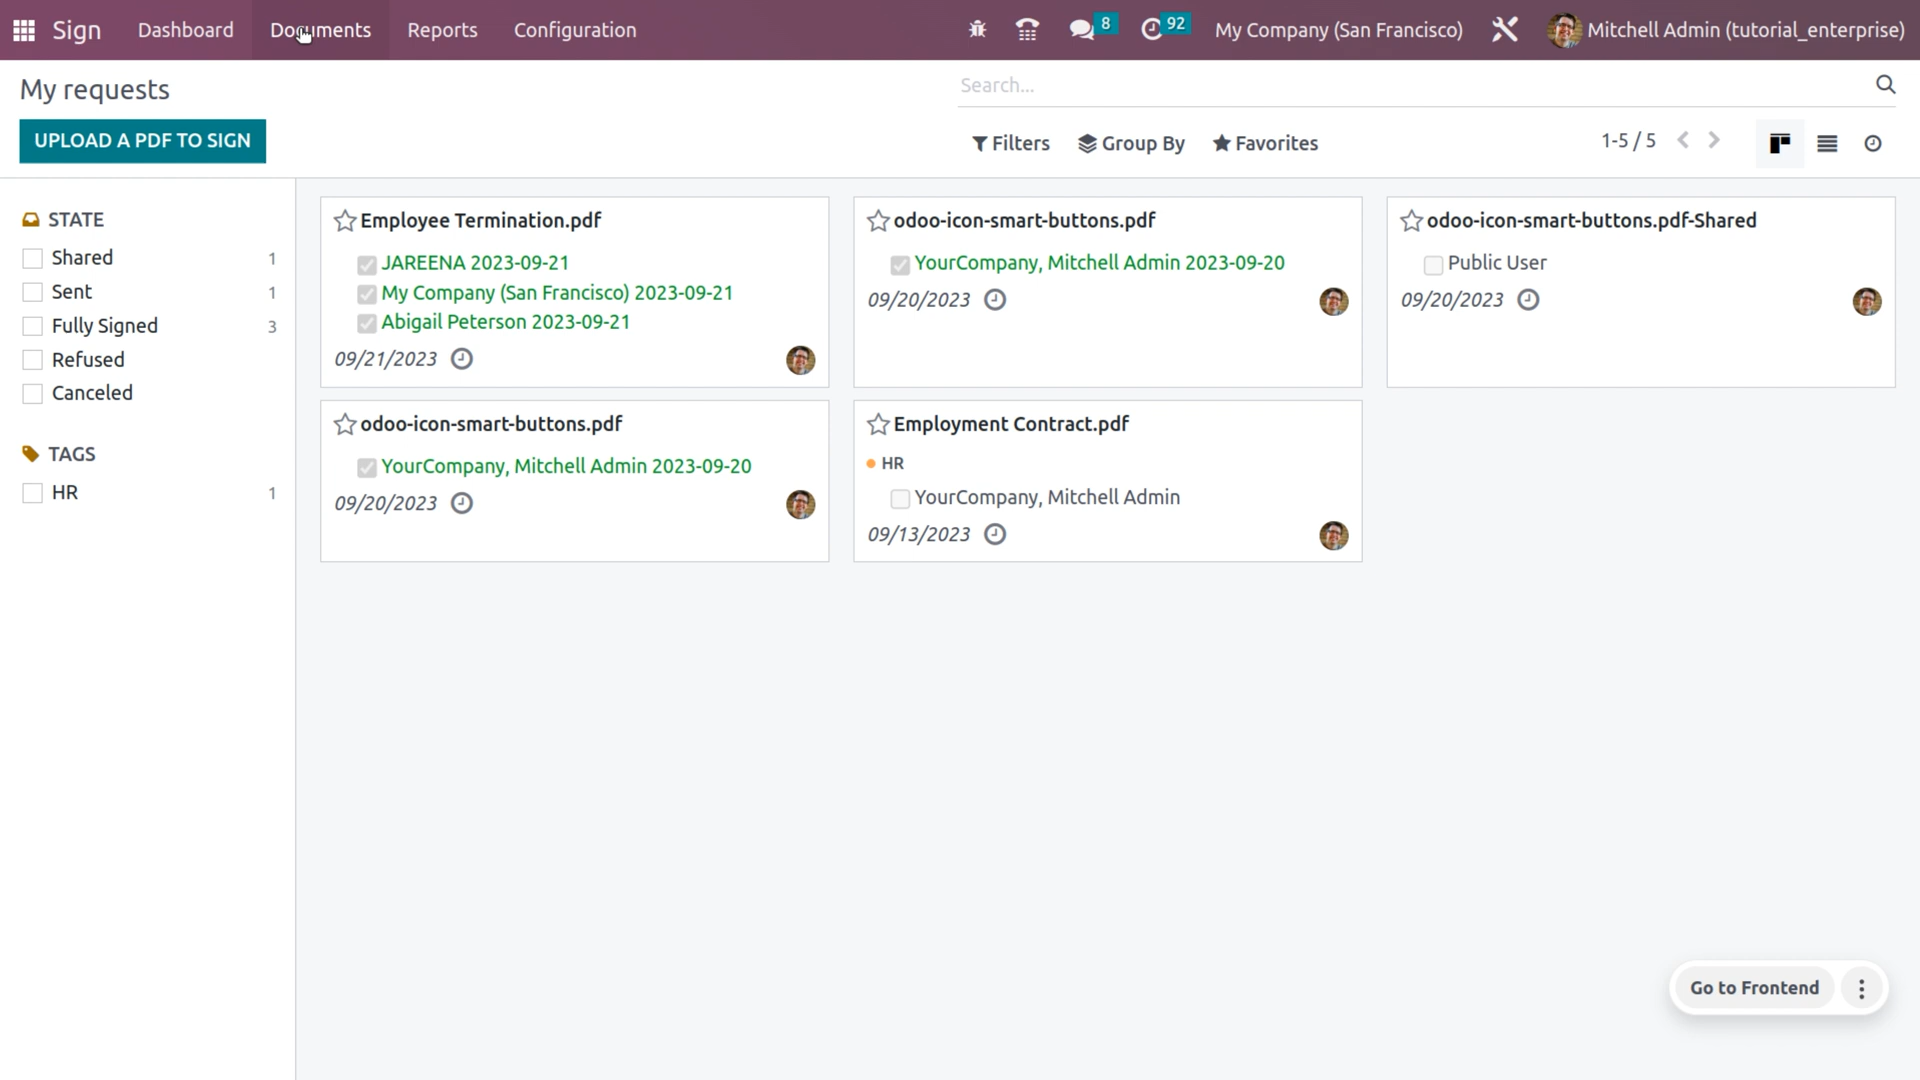 Sign Dashboard Documents Reports Configuration 8 92 My Company (San Francisco) Mitchell Admin (tutorial_enterprise)
My requests
Search...
UPLOAD A PDF TO SIGN
Filters Group By Favorites 1-5 / 5
STATE
Shared 1
Sent 1
Fully Signed 3
Refused
Canceled
TAGS
HR 1
Employee Termination.pdf
JAREENA 2023-09-21
My Company (San Francisco) 2023-09-21
Abigail Peterson 2023-09-21
09/21/2023
odoo-icon-smart-buttons.pdf
YourCompany, Mitchell Admin 2023-09-20
09/20/2023
odoo-icon-smart-buttons.pdf-Shared
Public User
09/20/2023
odoo-icon-smart-buttons.pdf
YourCompany, Mitchell Admin 2023-09-20
09/20/2023
Employment Contract.pdf
HR
YourCompany, Mitchell Admin
09/13/2023
Go to Frontend